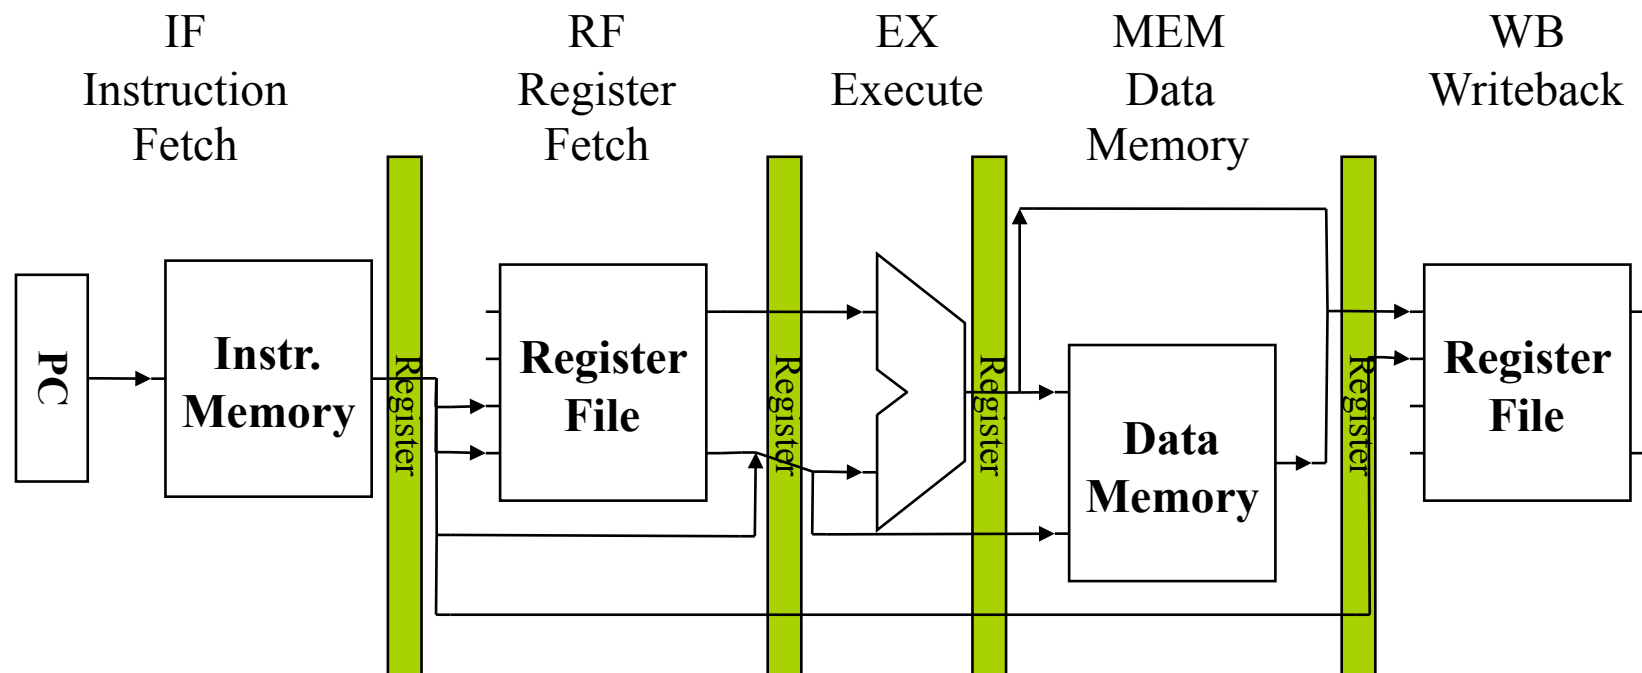 IF
Instruction
Fetch
RF
Register
Fetch
EX
Execute
MEM
Data
Memory
WB
Writeback
PC
Instr.
Memory
Register
Register
File
Register
Register
Data
Memory
Register
Register
File